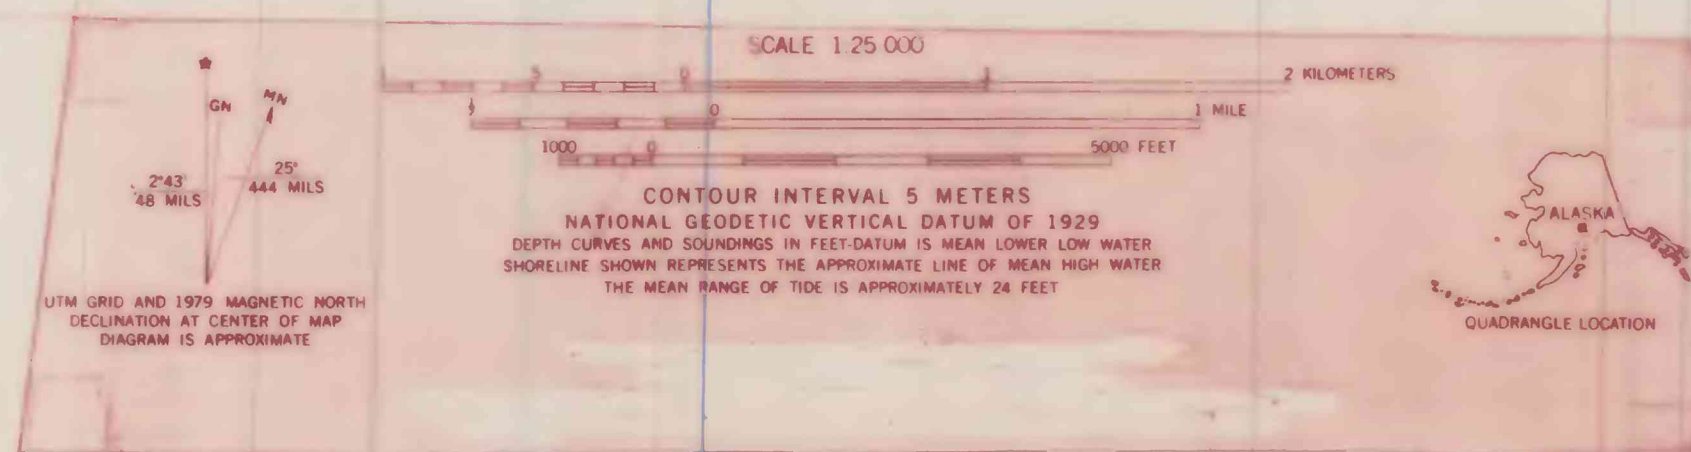 SCALE 1:25 000
1 5 0 1 2 KILOMETERS
0 1 MILE
1000 0 5000 FEET
GN MN
2°43'
48 MILS
25°
444 MILS
UTM GRID AND 1979 MAGNETIC NORTH
DECLINATION AT CENTER OF MAP
DIAGRAM IS APPROXIMATE
CONTOUR INTERVAL 5 METERS
NATIONAL GEODETIC VERTICAL DATUM OF 1929
DEPTH CURVES AND SOUNDINGS IN FEET-DATUM IS MEAN LOWER LOW WATER
SHORELINE SHOWN REPRESENTS THE APPROXIMATE LINE OF MEAN HIGH WATER
THE MEAN RANGE OF TIDE IS APPROXIMATELY 24 FEET
ALASKA
QUADRANGLE LOCATION